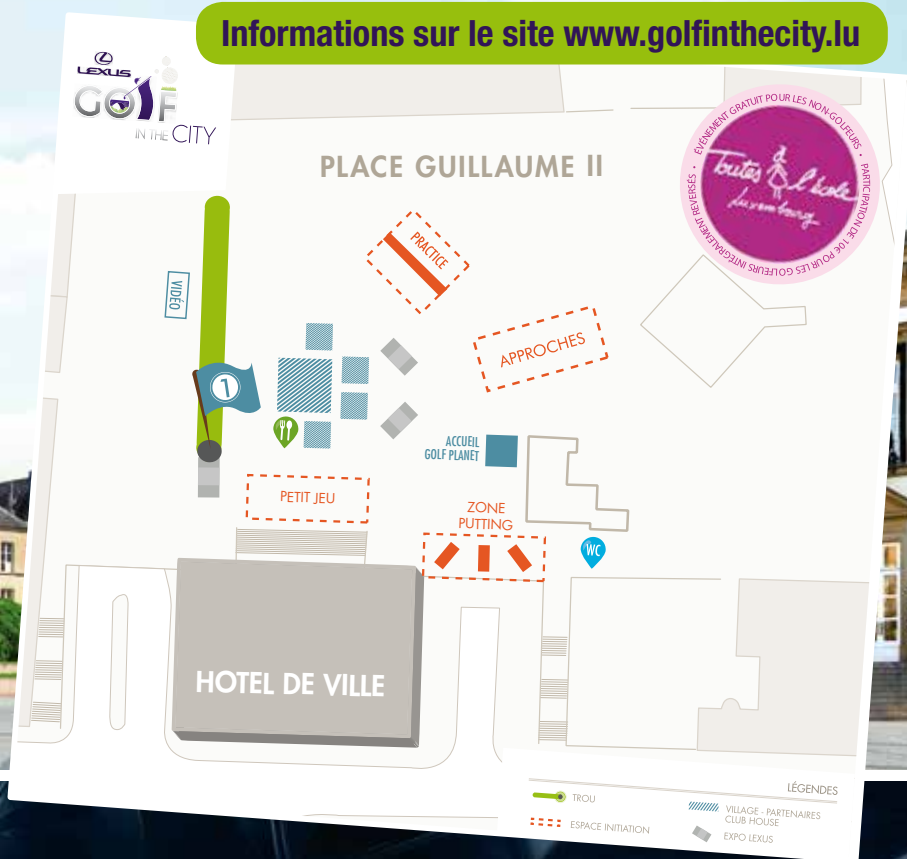 Informations sur le site www.golfinthecity.lu
LEXUS
GOLF
IN THE CITY
ÉVÉNEMENT GRATUIT POUR LES NON-GOLFEURS • PARTICIPATION DE 10€ POUR LES GOLFEURS INTÉGRALEMENT REVERSÉS •
Toutes à l'école
Luxembourg
PLACE GUILLAUME II
PRACTICE
VIDÉO
APPROCHES
1
ACCUEIL
GOLF PLANET
PETIT JEU
ZONE
PUTTING
WC
HOTEL DE VILLE
LÉGENDES
TROU
VILLAGE - PARTENAIRES
CLUB HOUSE
ESPACE INITIATION
EXPO LEXUS